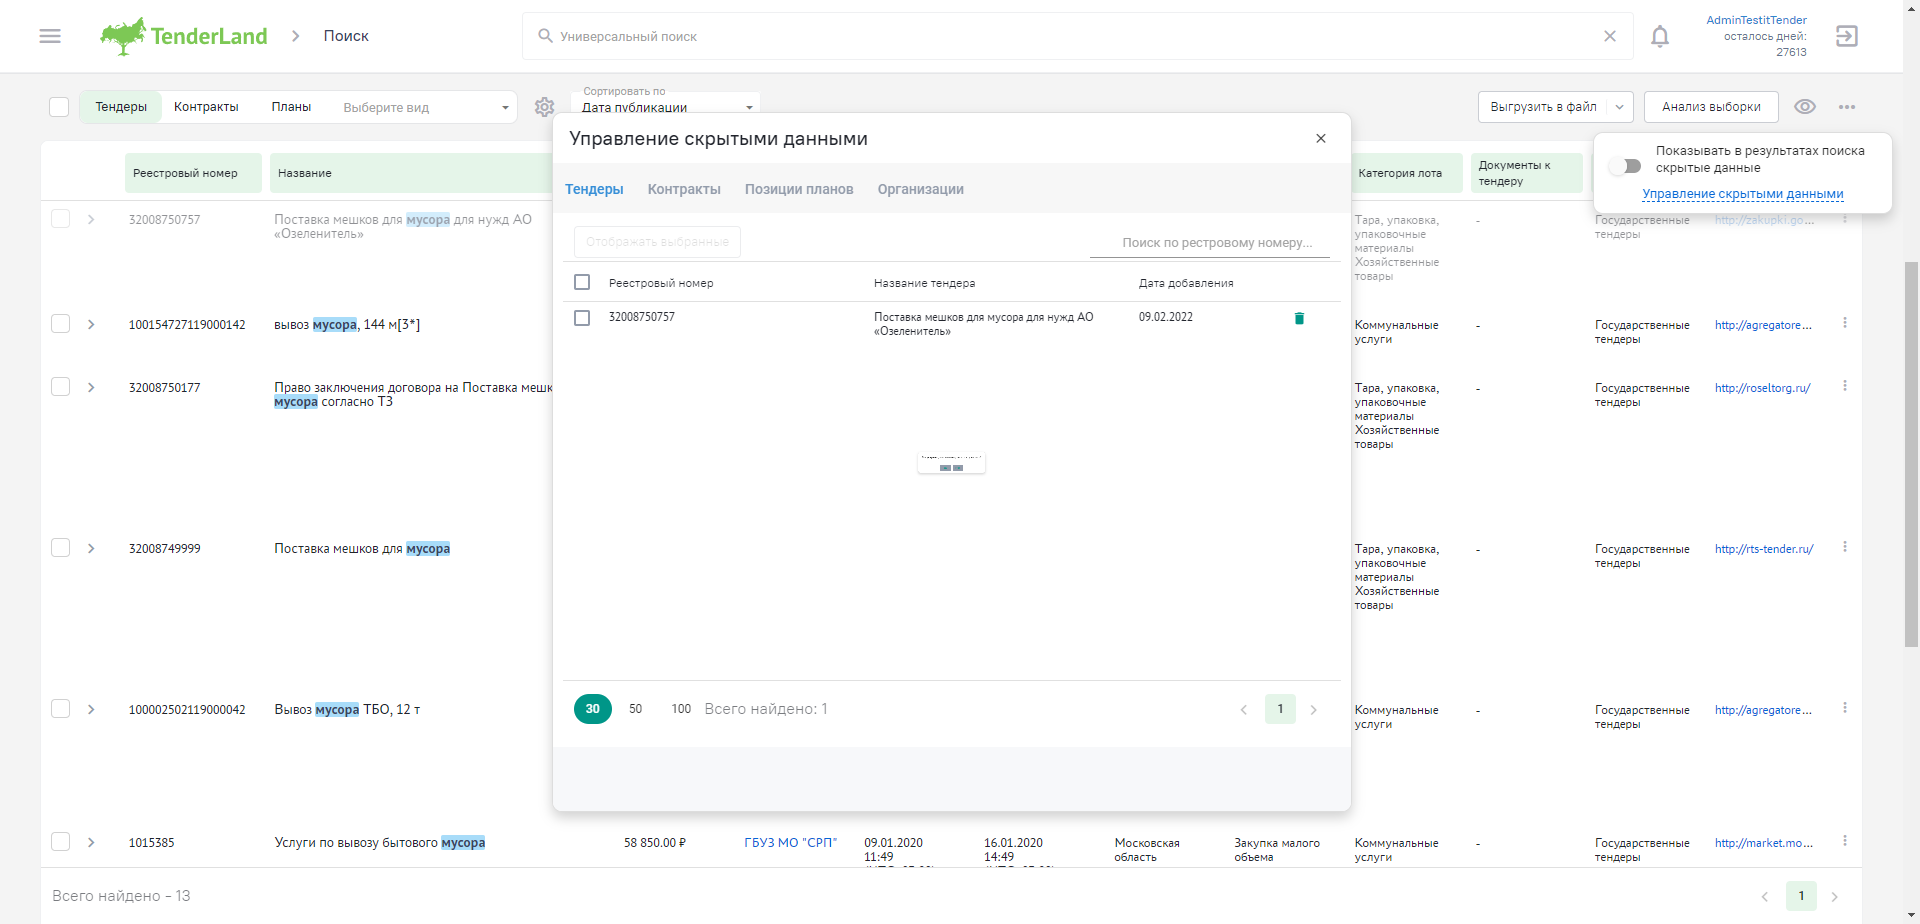 TenderLand
Поиск
Универсальный поиск
AdminTestitTender
осталось дней:
27613
Тендеры
Контракты
Планы
Выберите вид
Сортировать по
Дата публикации
Выгрузить в файл
Анализ выборки
Показывать в результатах поиска
скрытые данные
Управление скрытыми данными
Реестровый номер
Название
Категория лота
Документы к
тендеру
32008750757
Поставка мешков для мусора для нужд АО
«Озеленитель»
Тара, упаковка,
упаковочные
материалы
Хозяйственные
товары
-
Государственные
тендеры
http://zakupki.go...
100154727119000142
вывоз мусора, 144 м[3*]
Коммунальные
услуги
-
Государственные
тендеры
http://agregatore...
32008750177
Право заключения договора на Поставка мешк
мусора согласно ТЗ
Тара, упаковка,
упаковочные
материалы
Хозяйственные
товары
-
Государственные
тендеры
http://roseltorg.ru/
32008749999
Поставка мешков для мусора
Тара, упаковка,
упаковочные
материалы
Хозяйственные
товары
-
Государственные
тендеры
http://rts-tender.ru/
100002502119000042
Вывоз мусора ТБО, 12 т
Коммунальные
услуги
-
Государственные
тендеры
http://agregatore...
1015385
Услуги по вывозу бытового мусора
58 850.00 ₽
ГБУЗ МО "СРП"
09.01.2020
11:49
16.01.2020
14:49
Московская
область
Закупка малого
объема
Коммунальные
услуги
-
Государственные
тендеры
http://market.mo...
Всего найдено - 13
1
Управление скрытыми данными
Тендеры
Контракты
Позиции планов
Организации
Отображать выбранные
Поиск по рестровому номеру...
Реестровый номер
Название тендера
Дата добавления
32008750757
Поставка мешков для мусора для нужд АО
«Озеленитель»
09.02.2022
30
50
100
Всего найдено: 1
1